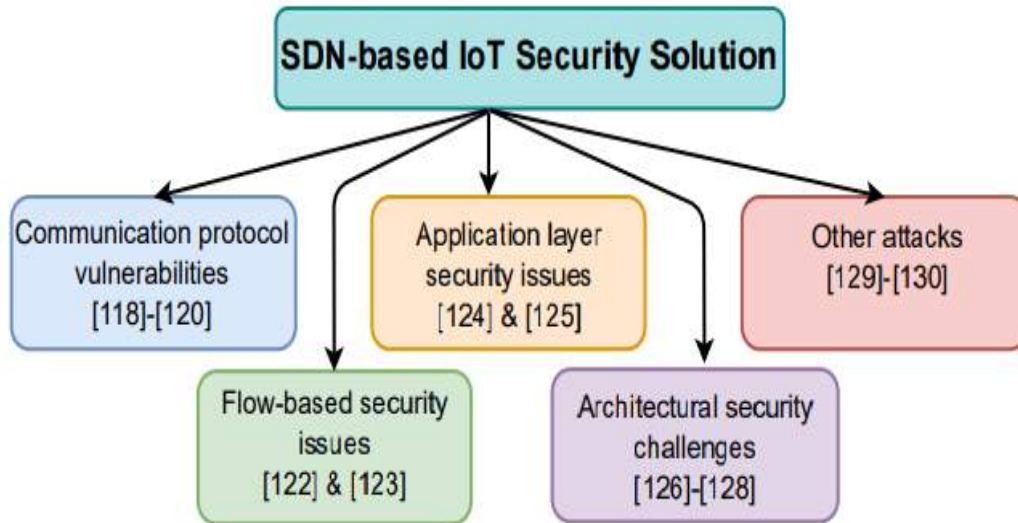 SDN-based IoT Security Solution
Communication protocol
vulnerabilities
[118]-[120]
Application layer
security issues
[124] & [125]
Other attacks
[129]-[130]
Flow-based security
issues
[122] & [123]
Architectural security
challenges
[126]-[128]